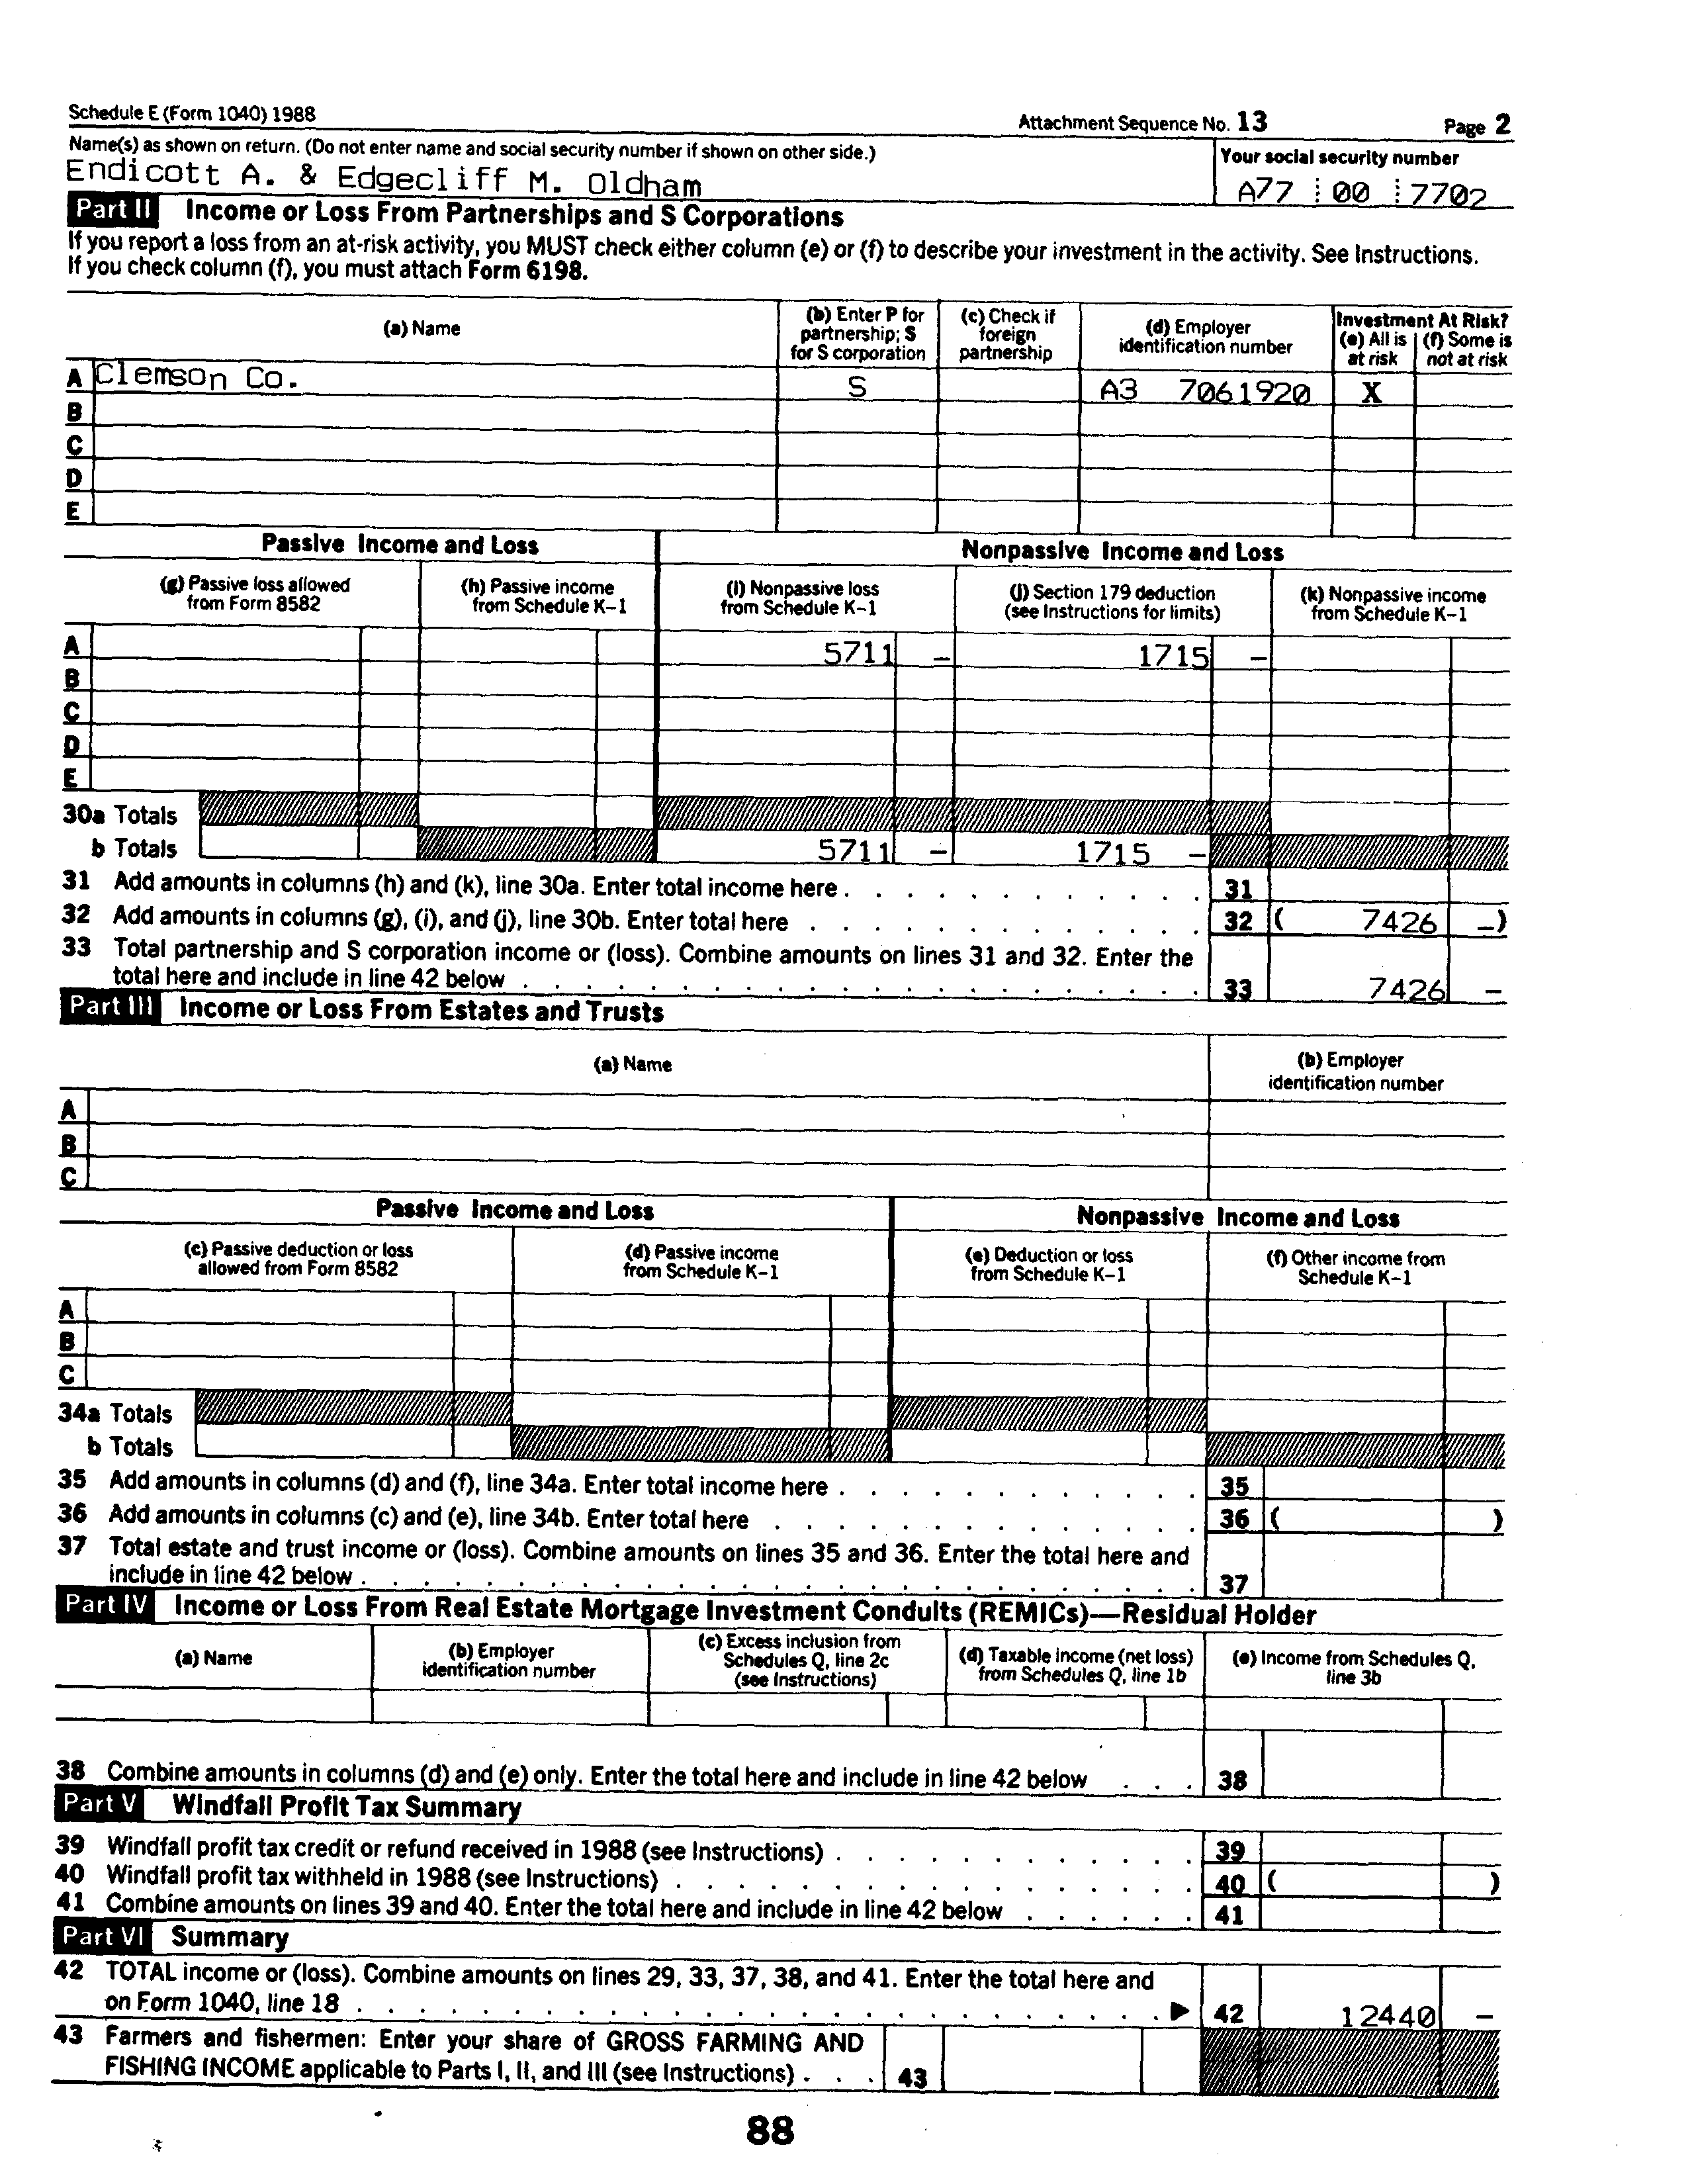 Schedule E (Form 1040) 1988 Attachment Sequence No. 13 Page 2
Name(s) as shown on return. (Do not enter name and social security number if shown on other side.) Your social security number
Endicott A. & Edgecliff M. Oldham A77 00 7702
Part II Income or Loss From Partnerships and S Corporations
If you report a loss from an at-risk activity, you MUST check either column (e) or (f) to describe your investment in the activity. See Instructions.
If you check column (f), you must attach Form 6198.
(a) Name
(b) Enter P for partnership; S for S corporation
(c) Check if foreign partnership
(d) Employer identification number
Investment At Risk?
(e) All is at risk
(f) Some is not at risk
A Clemson Co. S A3 7061920 X
B
C
D
E
Passive Income and Loss Nonpassive Income and Loss
(g) Passive loss allowed from Form 8582
(h) Passive income from Schedule K–1
(i) Nonpassive loss from Schedule K–1
(j) Section 179 deduction (see Instructions for limits)
(k) Nonpassive income from Schedule K–1
A 5711 – 1715 –
B
C
D
E
30a Totals
b Totals 5711 – 1715 –
31 Add amounts in columns (h) and (k), line 30a. Enter total income here . . . . . . . . . . . . 31
32 Add amounts in columns (g), (i), and (j), line 30b. Enter total here . . . . . . . . . . . . . 32 ( 7426 –)
33 Total partnership and S corporation income or (loss). Combine amounts on lines 31 and 32. Enter the
total here and include in line 42 below . . . . . . . . . . . . . . . . . . . . . . 33 7426 –
Part III Income or Loss From Estates and Trusts
(a) Name
(b) Employer identification number
A
B
C
Passive Income and Loss Nonpassive Income and Loss
(c) Passive deduction or loss allowed from Form 8582
(d) Passive income from Schedule K–1
(e) Deduction or loss from Schedule K–1
(f) Other income from Schedule K–1
A
B
C
34a Totals
b Totals
35 Add amounts in columns (d) and (f), line 34a. Enter total income here . . . . . . . . . . . . 35
36 Add amounts in columns (c) and (e), line 34b. Enter total here . . . . . . . . . . . . . . 36 ( )
37 Total estate and trust income or (loss). Combine amounts on lines 35 and 36. Enter the total here and
include in line 42 below . . . . . . . . . . . . . . . . . . . . . . . . . . . 37
Part IV Income or Loss From Real Estate Mortgage Investment Conduits (REMICs)—Residual Holder
(a) Name
(b) Employer identification number
(c) Excess inclusion from Schedules Q, line 2c (see Instructions)
(d) Taxable income (net loss) from Schedules Q, line 1b
(e) Income from Schedules Q, line 3b
38 Combine amounts in columns (d) and (e) only. Enter the total here and include in line 42 below . . . 38
Part V Windfall Profit Tax Summary
39 Windfall profit tax credit or refund received in 1988 (see Instructions) . . . . . . . . . . . . 39
40 Windfall profit tax withheld in 1988 (see Instructions) . . . . . . . . . . . . . . . . . 40 ( )
41 Combine amounts on lines 39 and 40. Enter the total here and include in line 42 below . . . . . . 41
Part VI Summary
42 TOTAL income or (loss). Combine amounts on lines 29, 33, 37, 38, and 41. Enter the total here and
on Form 1040, line 18 . . . . . . . . . . . . . . . . . . . . . . . . . . ▶ 42 12440 –
43 Farmers and fishermen: Enter your share of GROSS FARMING AND
FISHING INCOME applicable to Parts I, II, and III (see Instructions) . . . 43
88